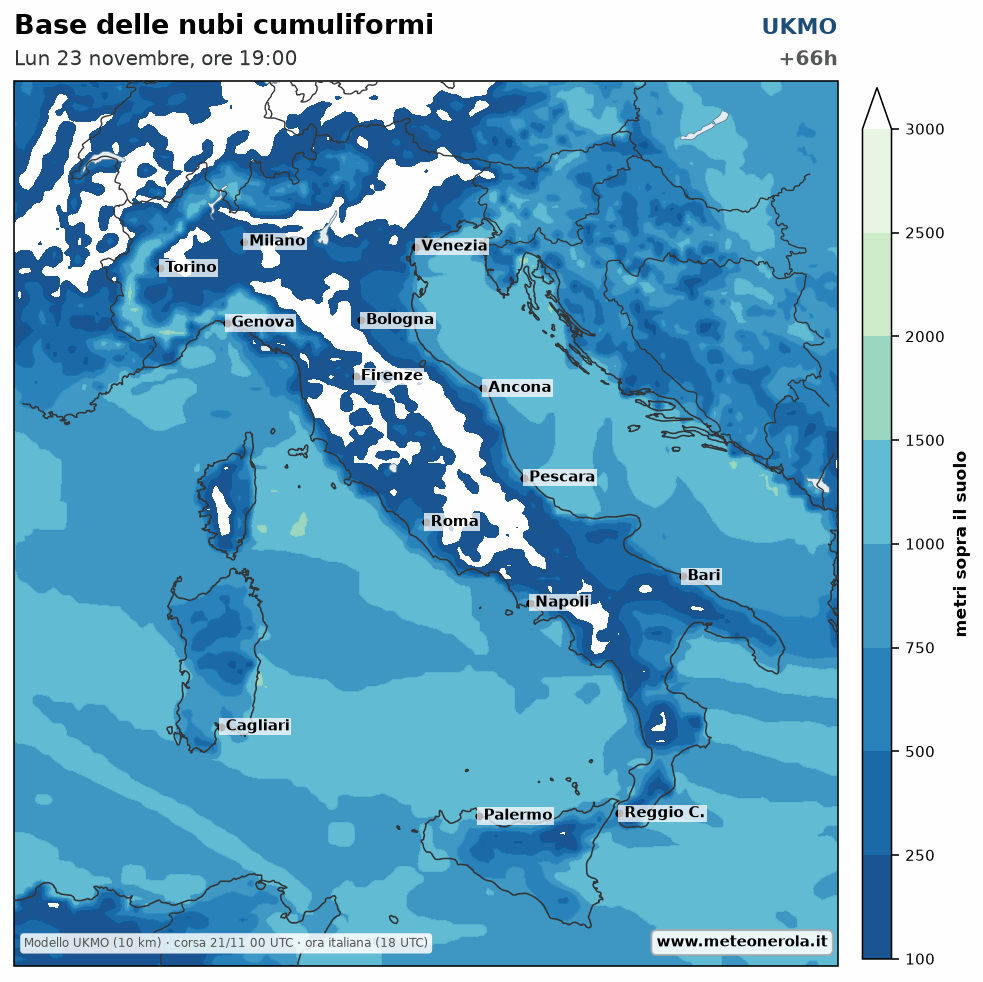 Base delle nubi cumuliformi
UKMO
Lun 23 novembre, ore 19:00
+66h
Milano
Venezia
Torino
Genova
Bologna
Firenze
Ancona
Pescara
Roma
Bari
Napoli
Cagliari
Palermo
Reggio C.
3000
2500
2000
1500
1000
750
500
250
100
metri sopra il suolo
Modello UKMO (10 km) · corsa 21/11 00 UTC · ora italiana (18 UTC)
www.meteonerola.it